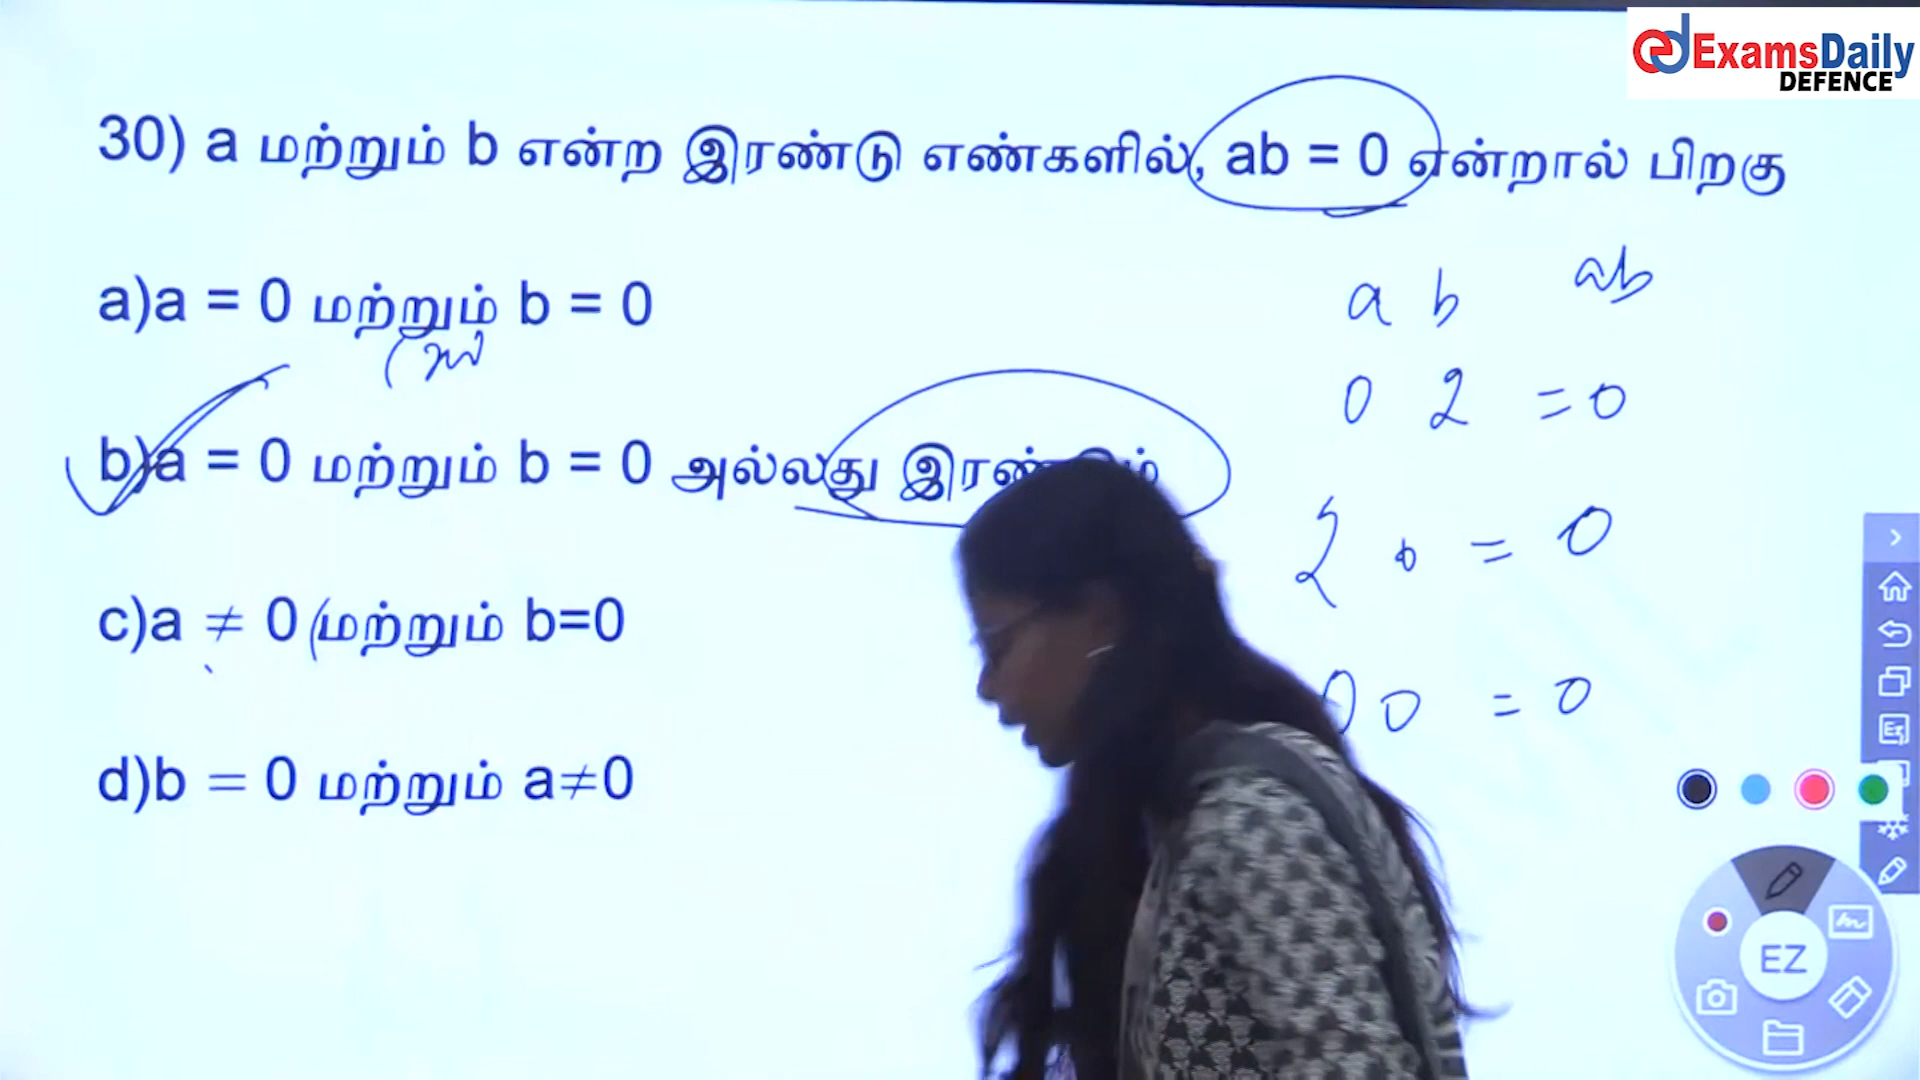 ExamsDaily
DEFENCE
30) a மற்றும் b என்ற இரண்டு எண்களில், ab = 0 என்றால் பிறகு
a)a = 0 மற்றும் b = 0
b)a = 0 மற்றும் b = 0 அல்லது
c)a ≠ 0 மற்றும் b=0
d)b = 0 மற்றும் a≠0
a b ab
0 2 = 0
2 0 = 0
0 0 = 0
EZ